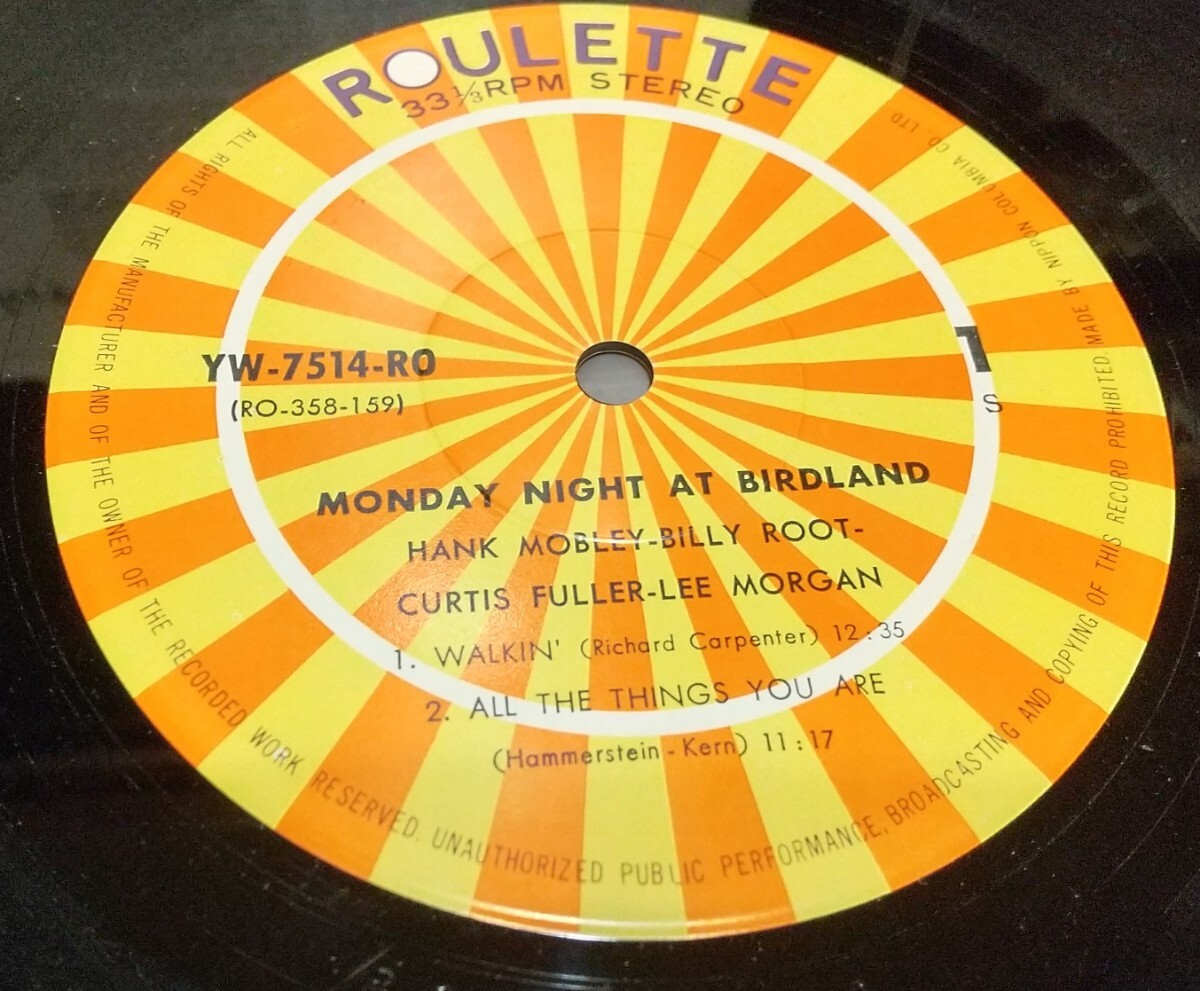 ROULETTE
33⅓RPM STEREO
YW-7514-RO
(RO-358-159)
1
S
MONDAY NIGHT AT BIRDLAND
HANK MOBLEY-BILLY ROOT-
CURTIS FULLER-LEE MORGAN
1. WALKIN' (Richard Carpenter) 12:35
2. ALL THE THINGS YOU ARE
(Hammerstein-Kern) 11:17
ALL RIGHTS OF THE MANUFACTURER AND OF THE OWNER OF THE RECORDED WORK RESERVED. UNAUTHORIZED PUBLIC PERFORMANCE, BROADCASTING AND COPYING OF THIS RECORD PROHIBITED. MADE BY NIPPON COLUMBIA CO. LTD